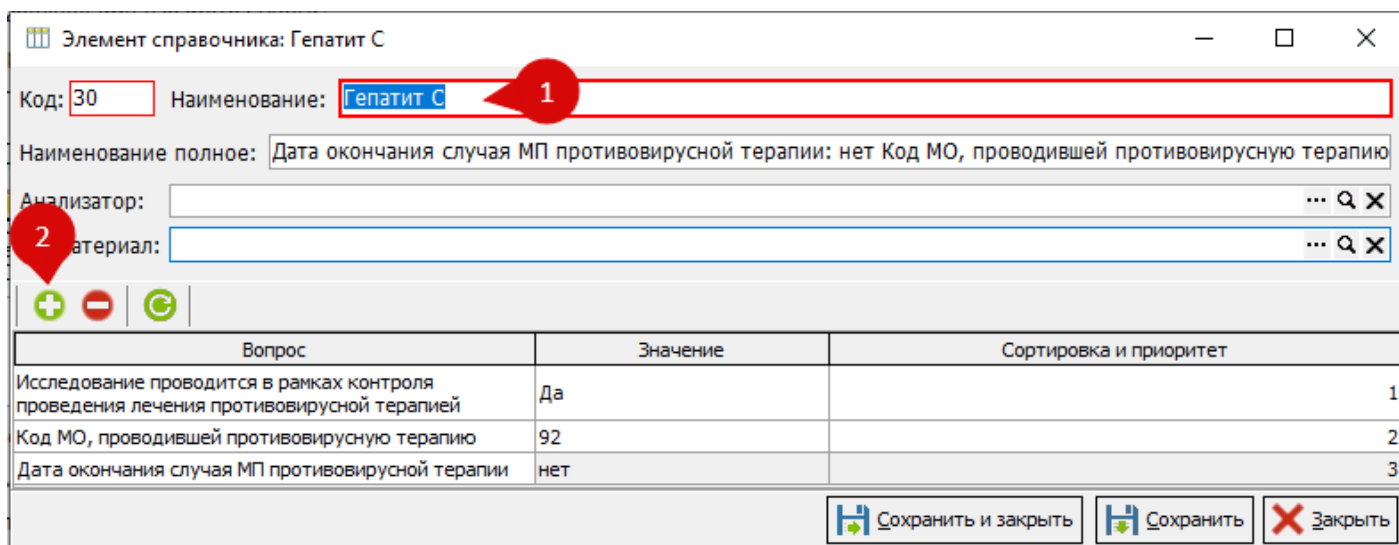 Элемент справочника: Гепатит С
Код: 30 Наименование: Гепатит С 1
Наименование полное: Дата окончания случая МП противовирусной терапии: нет Код МО, проводившей противовирусную терапию
Анализатор:
2 атериал:
Вопрос Значение Сортировка и приоритет
Исследование проводится в рамках контроля
проведения лечения противовирусной терапией Да 1
Код МО, проводившей противовирусную терапию 92 2
Дата окончания случая МП противовирусной терапии нет 3
Сохранить и закрыть Сохранить Закрыть